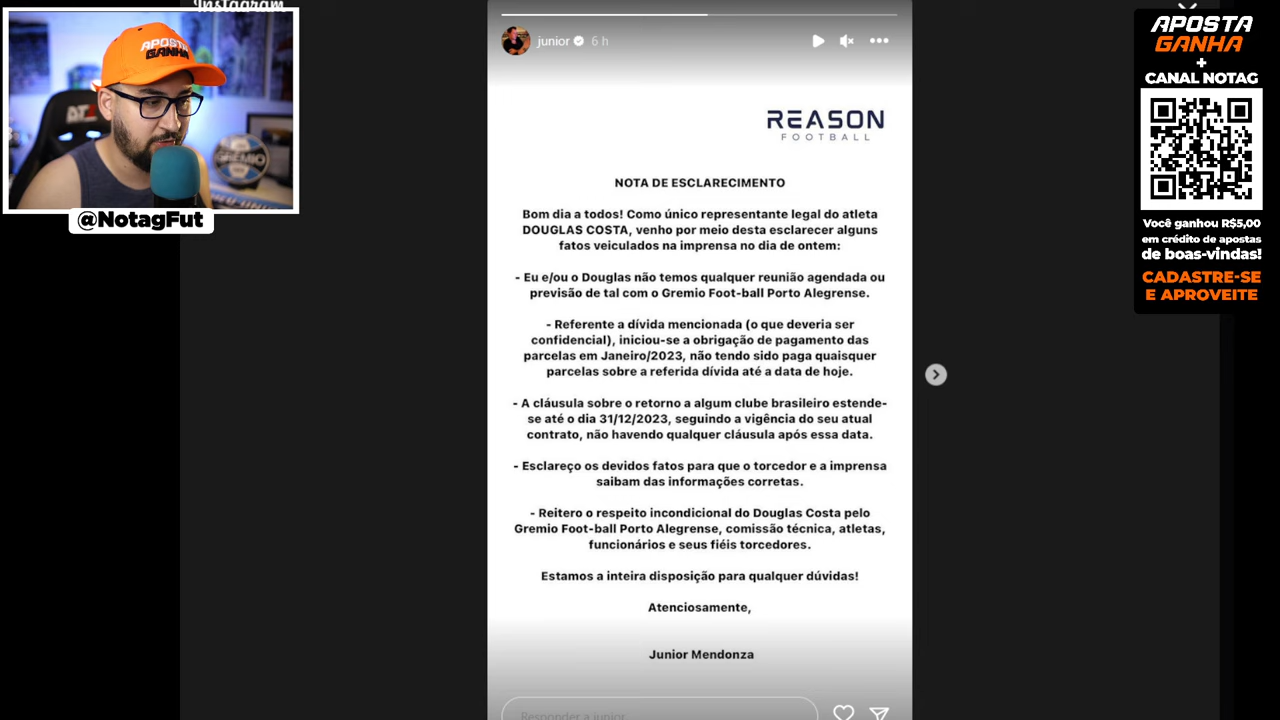 Instagram
APOSTA
GANHA
GRÊMIO
@NotagFut
junior
6 h
REASON
FOOTBALL
NOTA DE ESCLARECIMENTO
Bom dia a todos! Como único representante legal do atleta
DOUGLAS COSTA, venho por meio desta esclarecer alguns
fatos veiculados na imprensa no dia de ontem:
- Eu e/ou o Douglas não temos qualquer reunião agendada ou
previsão de tal com o Gremio Foot-ball Porto Alegrense.
- Referente a dívida mencionada (o que deveria ser
confidencial), iniciou-se a obrigação de pagamento das
parcelas em Janeiro/2023, não tendo sido paga quaisquer
parcelas sobre a referida dívida até a data de hoje.
- A cláusula sobre o retorno a algum clube brasileiro estende-
se até o dia 31/12/2023, seguindo a vigência do seu atual
contrato, não havendo qualquer cláusula após essa data.
- Esclareço os devidos fatos para que o torcedor e a imprensa
saibam das informações corretas.
- Reitero o respeito incondicional do Douglas Costa pelo
Gremio Foot-ball Porto Alegrense, comissão técnica, atletas,
funcionários e seus fiéis torcedores.
Estamos a inteira disposição para qualquer dúvidas!
Atenciosamente,
Junior Mendonza
Responder a junior
APOSTA
GANHA
+
CANAL NOTAG
Você ganhou R$5,00
em crédito de apostas
de boas-vindas!
CADASTRE-SE
E APROVEITE